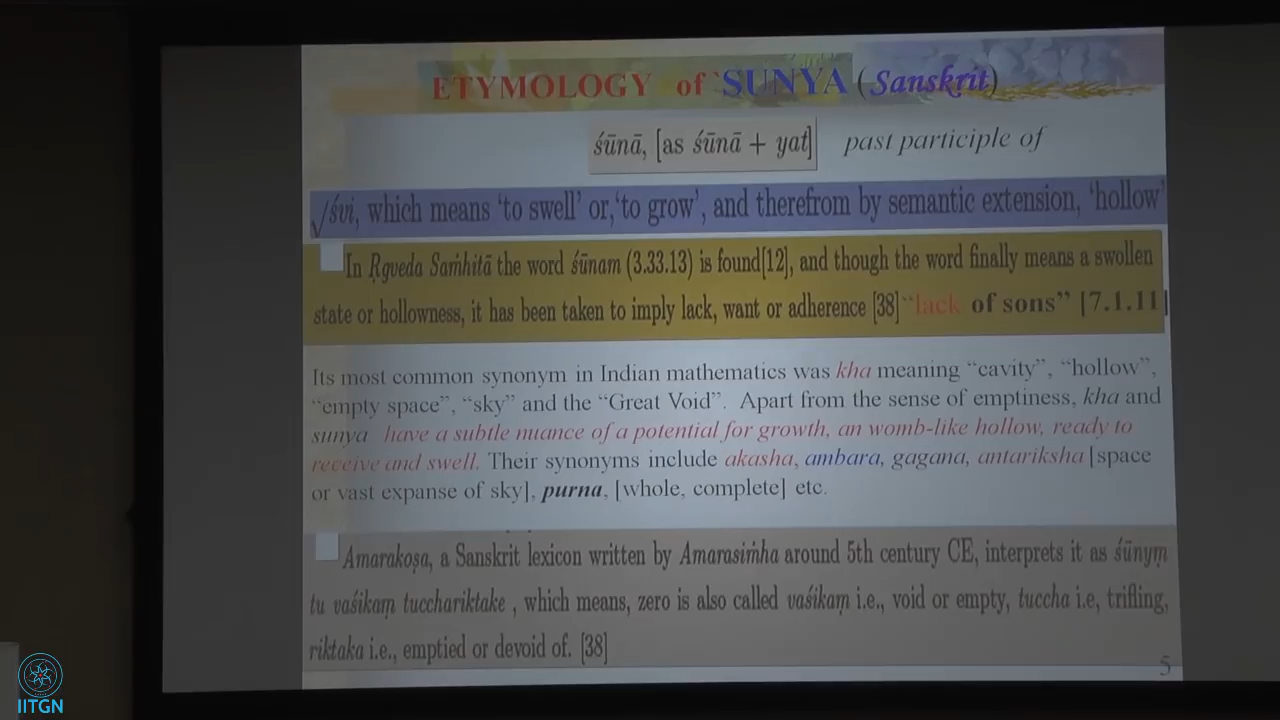 ETYMOLOGY of `SUNYA (Sanskrit)
śūnā, [as śūnā + yat] past participle of
√śvi, which means ‘to swell’ or,‘to grow’, and therefrom by semantic extension, ‘hollow’
In Ṛgveda Saṁhitā the word śūnam (3.33.13) is found[12], and though the word finally means a swollen
state or hollowness, it has been taken to imply lack, want or adherence [38] “lack of sons” [7.1.11]
Its most common synonym in Indian mathematics was kha meaning “cavity”, “hollow”,
“empty space”, “sky” and the “Great Void”. Apart from the sense of emptiness, kha and
sunya have a subtle nuance of a potential for growth, an womb-like hollow, ready to
receive and swell. Their synonyms include akasha, ambara, gagana, antariksha [space
or vast expanse of sky], purna, [whole, complete] etc.
Amarakoṣa, a Sanskrit lexicon written by Amarasiṁha around 5th century CE, interprets it as śūnyṃ
tu vaśikaṃ tucchariktake , which means, zero is also called vaśikaṃ i.e., void or empty, tuccha i.e, trifling,
riktaka i.e., emptied or devoid of. [38]
5
IITGN